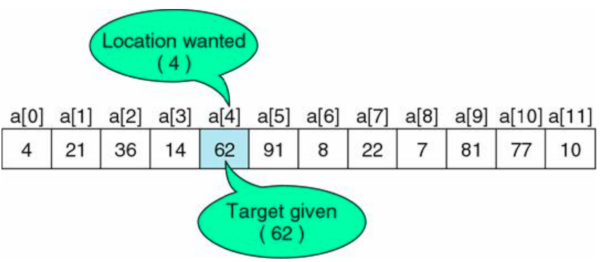 Location wanted
( 4 )
a[0] a[1] a[2] a[3] a[4] a[5] a[6] a[7] a[8] a[9] a[10] a[11]
4 21 36 14 62 91 8 22 7 81 77 10
Target given
( 62 )